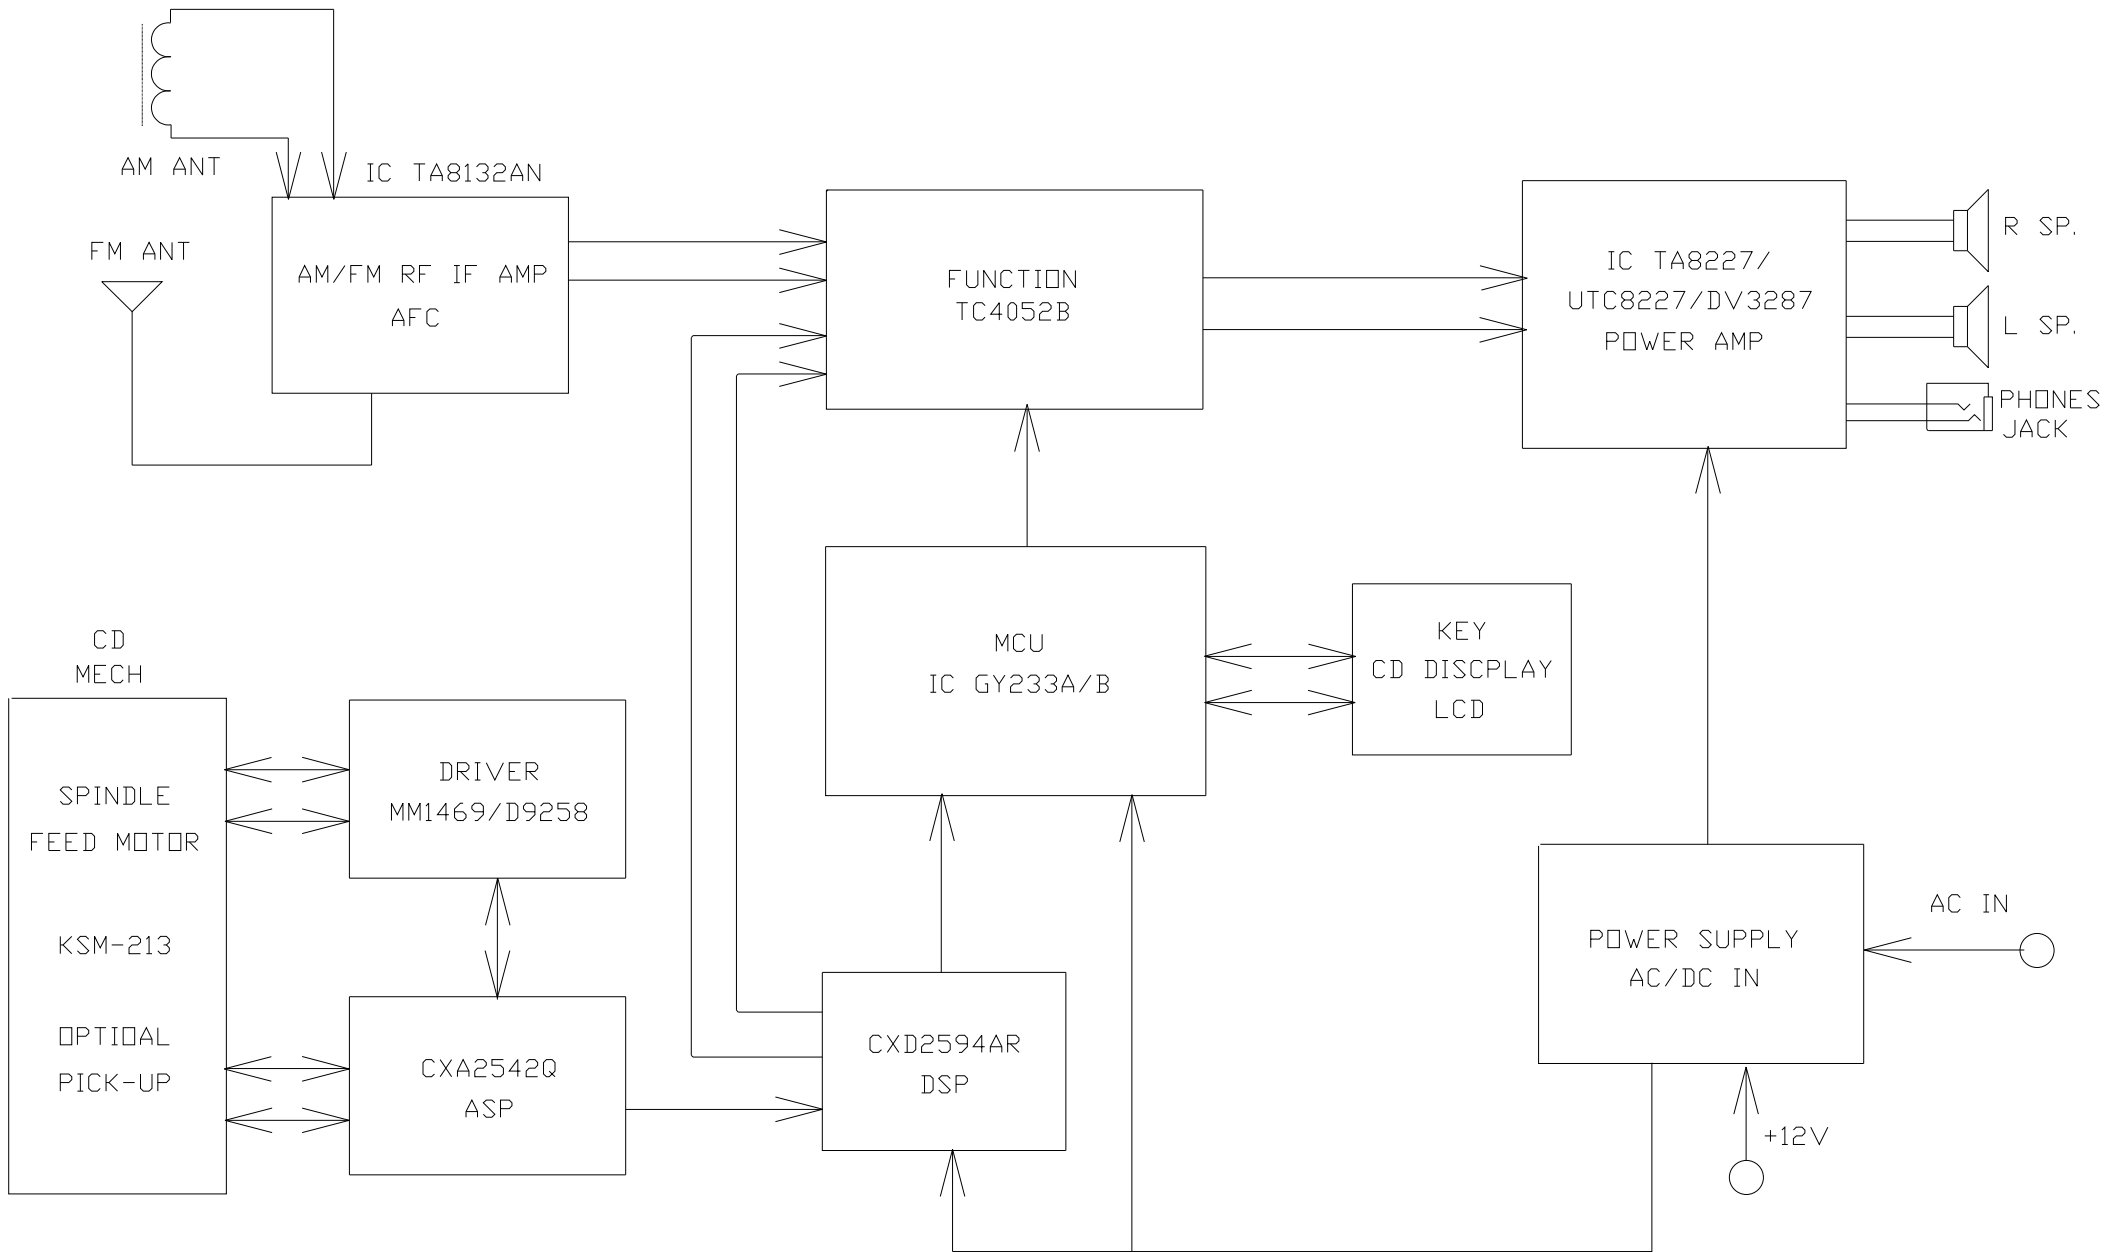 AM ANT
IC TA8132AN
FM ANT
AM/FM RF IF AMP
AFC
FUNCTION
TC4052B
IC TA8227/
UTC8227/DV3287
POWER AMP
R SP.
L SP.
PHONES
JACK
MCU
IC GY233A/B
KEY
CD DISCPLAY
LCD
CD
MECH
SPINDLE
FEED MOTOR
KSM-213
OPTIOAL
PICK-UP
DRIVER
MM1469/D9258
CXA2542Q
ASP
CXD2594AR
DSP
POWER SUPPLY
AC/DC IN
AC IN
+12V